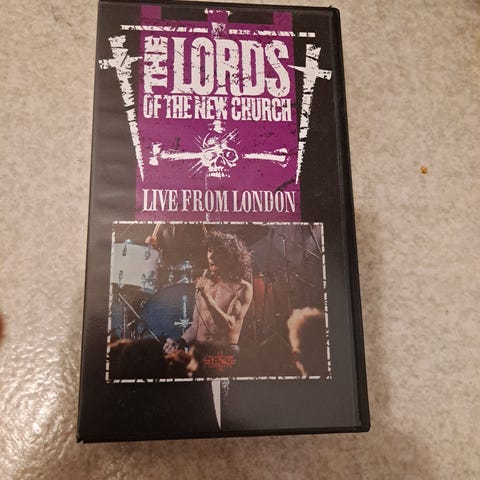 THE LORDS
OF THE NEW CHURCH
LIVE FROM LONDON